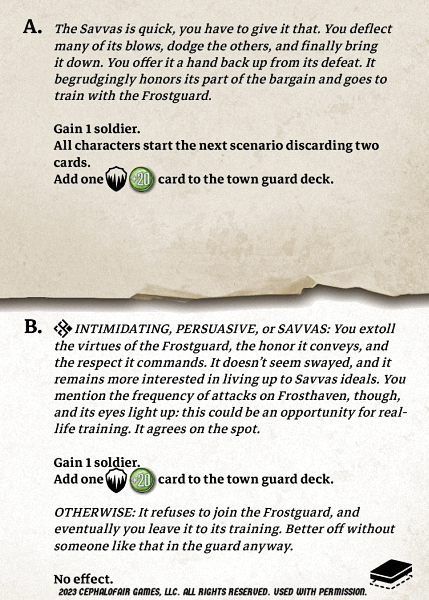 A. The Savvas is quick, you have to give it that. You deflect
many of its blows, dodge the others, and finally bring
it down. You offer it a hand back up from its defeat. It
begrudgingly honors its part of the bargain and goes to
train with the Frostguard.
Gain 1 soldier.
All characters start the next scenario discarding two
cards.
Add one +20 card to the town guard deck.
B. INTIMIDATING, PERSUASIVE, or SAVVAS: You extoll
the virtues of the Frostguard, the honor it conveys, and
the respect it commands. It doesn't seem swayed, and it
remains more interested in living up to Savvas ideals. You
mention the frequency of attacks on Frosthaven, though,
and its eyes light up: this could be an opportunity for real-
life training. It agrees on the spot.
Gain 1 soldier.
Add one +20 card to the town guard deck.
OTHERWISE: It refuses to join the Frostguard, and
eventually you leave it to its training. Better off without
someone like that in the guard anyway.
No effect.
2023 CEPHALOFAIR GAMES, LLC. ALL RIGHTS RESERVED. USED WITH PERMISSION.